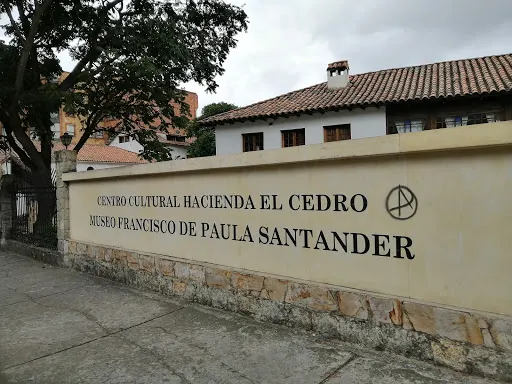 CENTRO CULTURAL HACIENDA EL CEDRO
MUSEO FRANCISCO DE PAULA SANTANDER